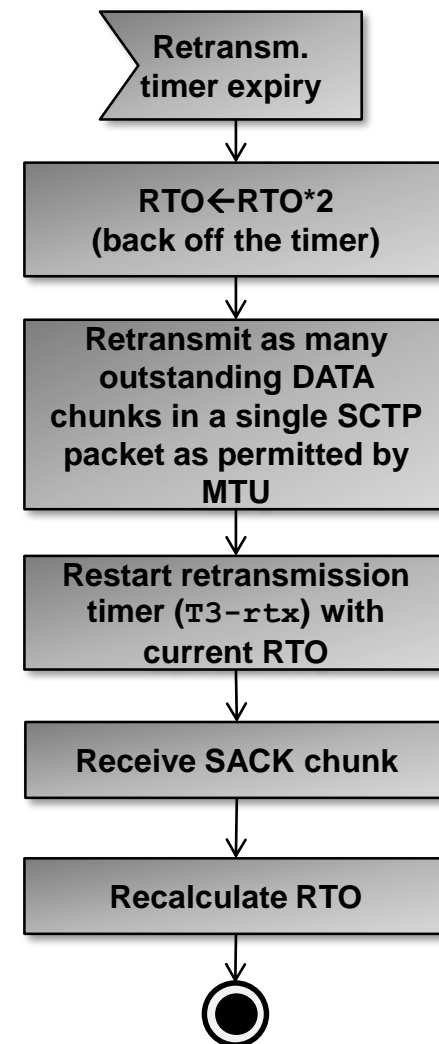 Retransm.
timer expiry
RTO←RTO*2
(back off the timer)
Retransmit as many
outstanding DATA
chunks in a single SCTP
packet as permitted by
MTU
Restart retransmission
timer (T3-rtx) with
current RTO
Receive SACK chunk
Recalculate RTO